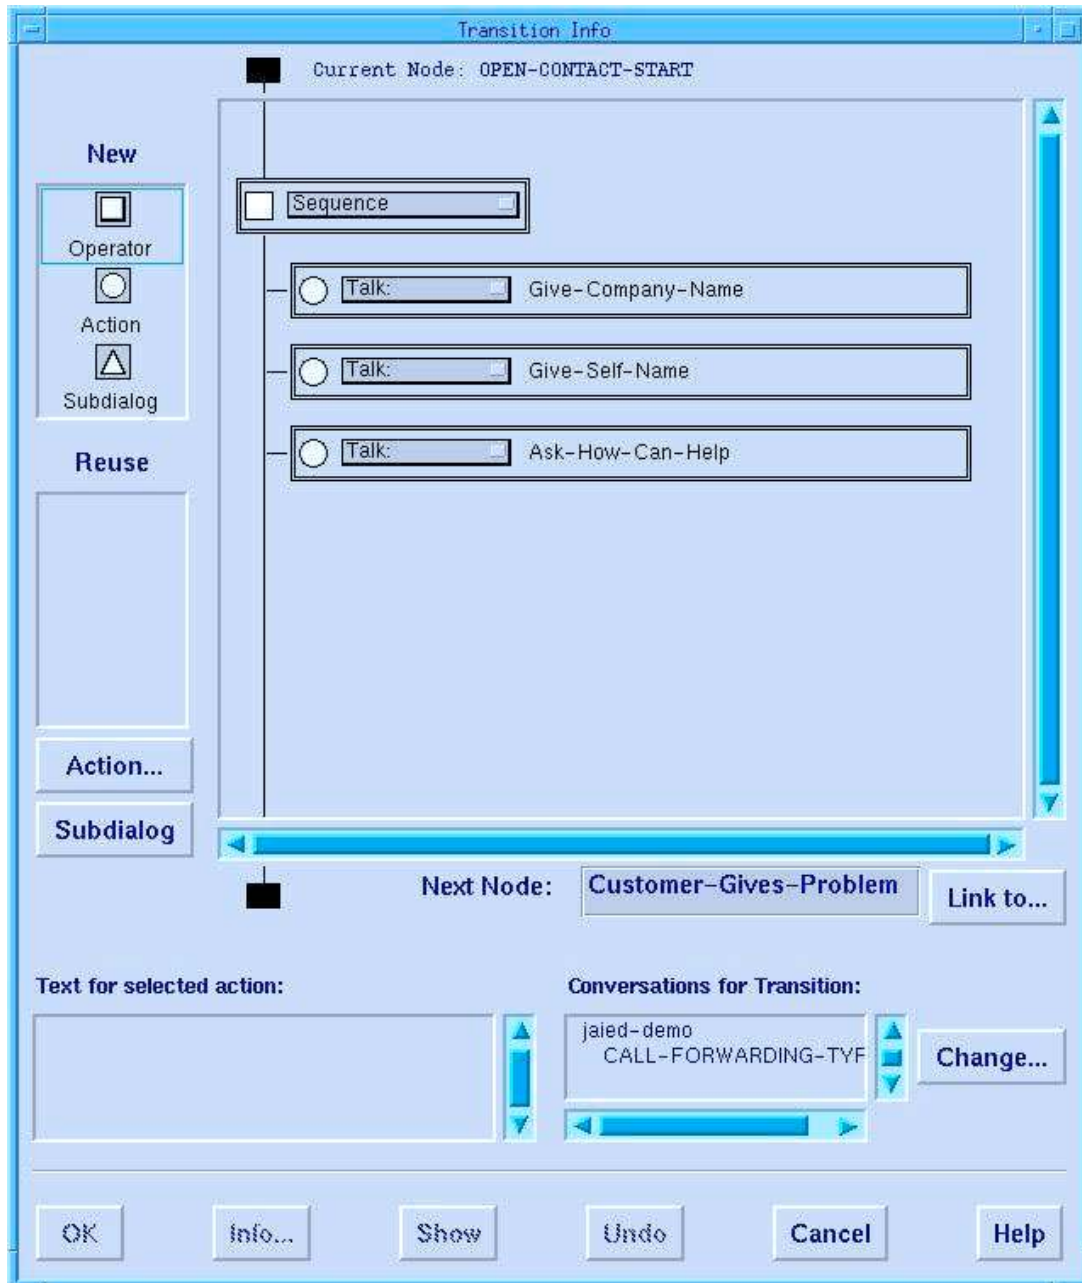 Transition Info
Current Node: OPEN-CONTACT-START
New
Operator
Action
Subdialog
Reuse
Action...
Subdialog
Sequence
Talk: Give-Company-Name
Talk: Give-Self-Name
Talk: Ask-How-Can-Help
Next Node: Customer-Gives-Problem Link to...
Text for selected action:
Conversations for Transition:
jaied-demo
CALL-FORWARDING-TYF
Change...
OK Info... Show Undo Cancel Help